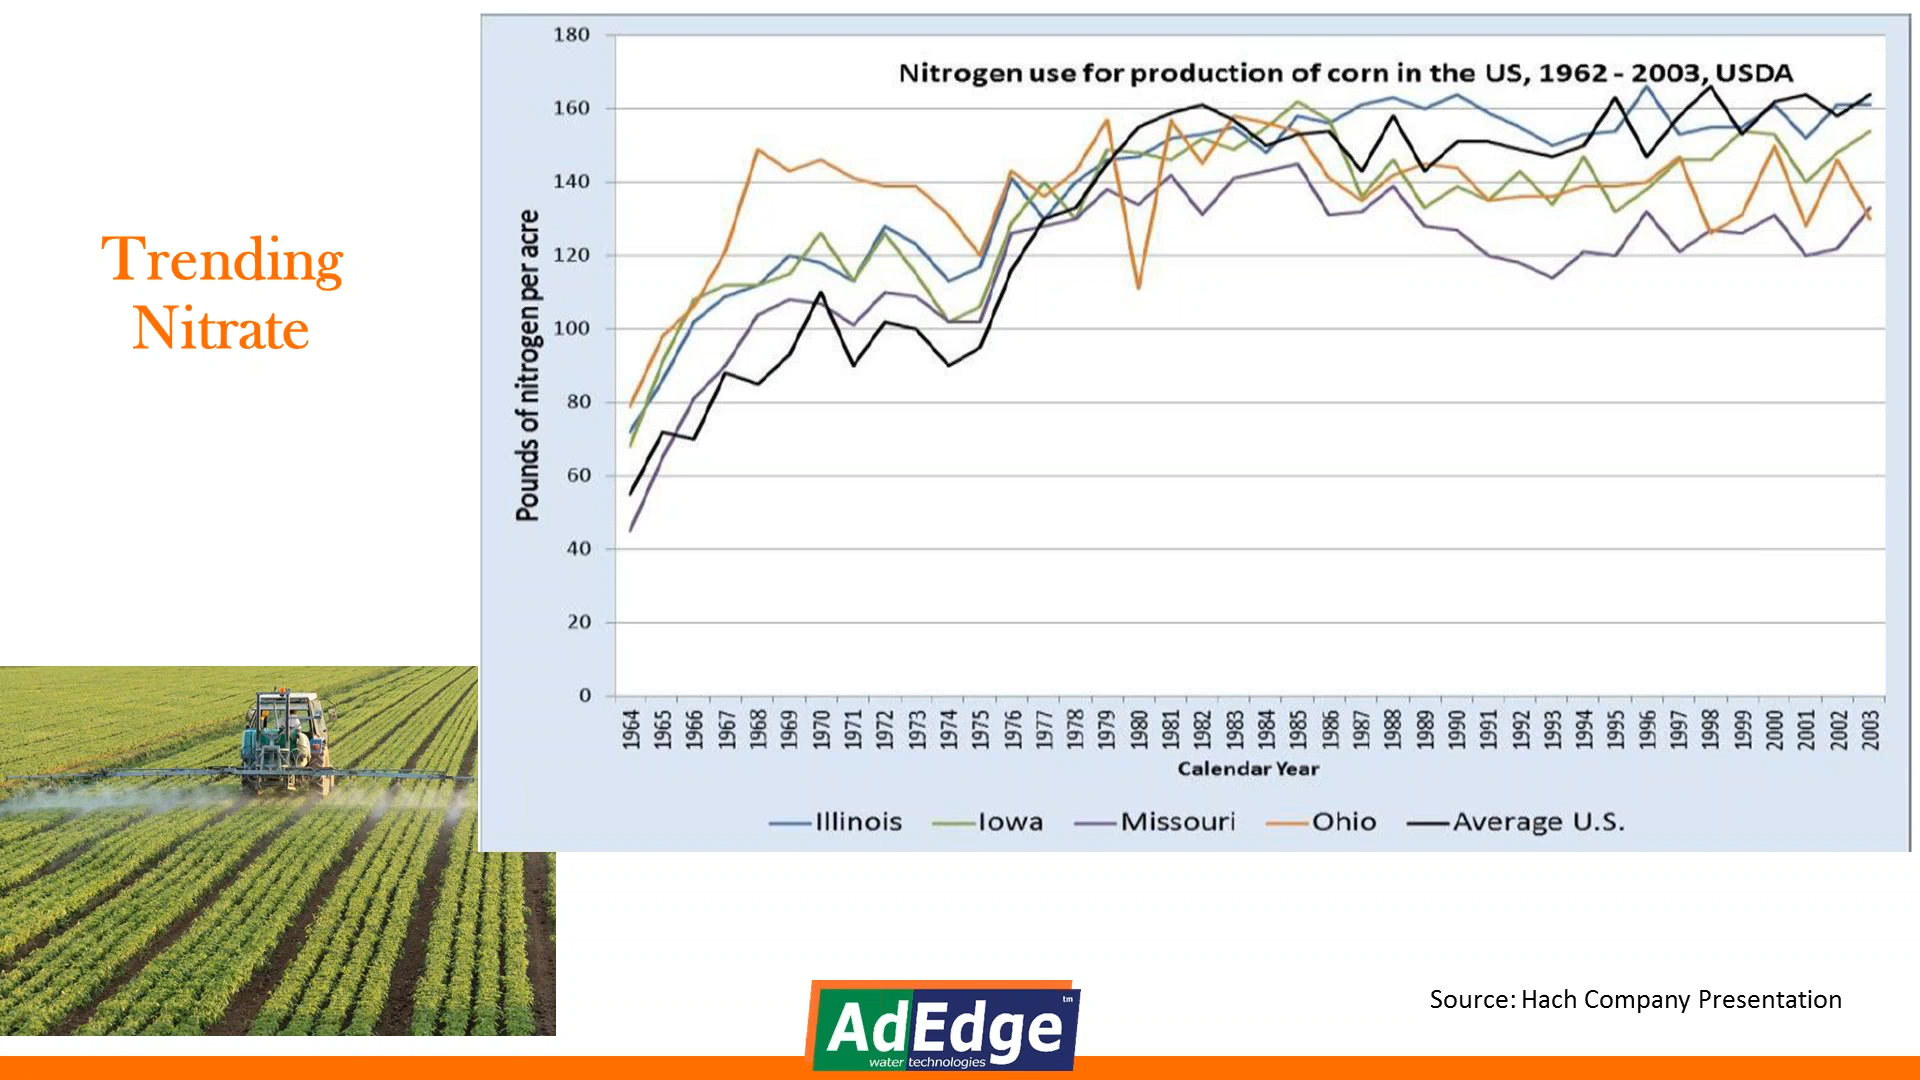 Trending
Nitrate
Nitrogen use for production of corn in the US, 1962 - 2003, USDA
Pounds of nitrogen per acre
180
160
140
120
100
80
60
40
20
0
1964 1965 1966 1967 1968 1969 1970 1971 1972 1973 1974 1975 1976 1977 1978 1979 1980 1981 1982 1983 1984 1985 1986 1987 1988 1989 1990 1991 1992 1993 1994 1995 1996 1997 1998 1999 2000 2001 2002 2003
Calendar Year
Illinois Iowa Missouri Ohio Average U.S.
Source: Hach Company Presentation
AdEdge tm
water technologies